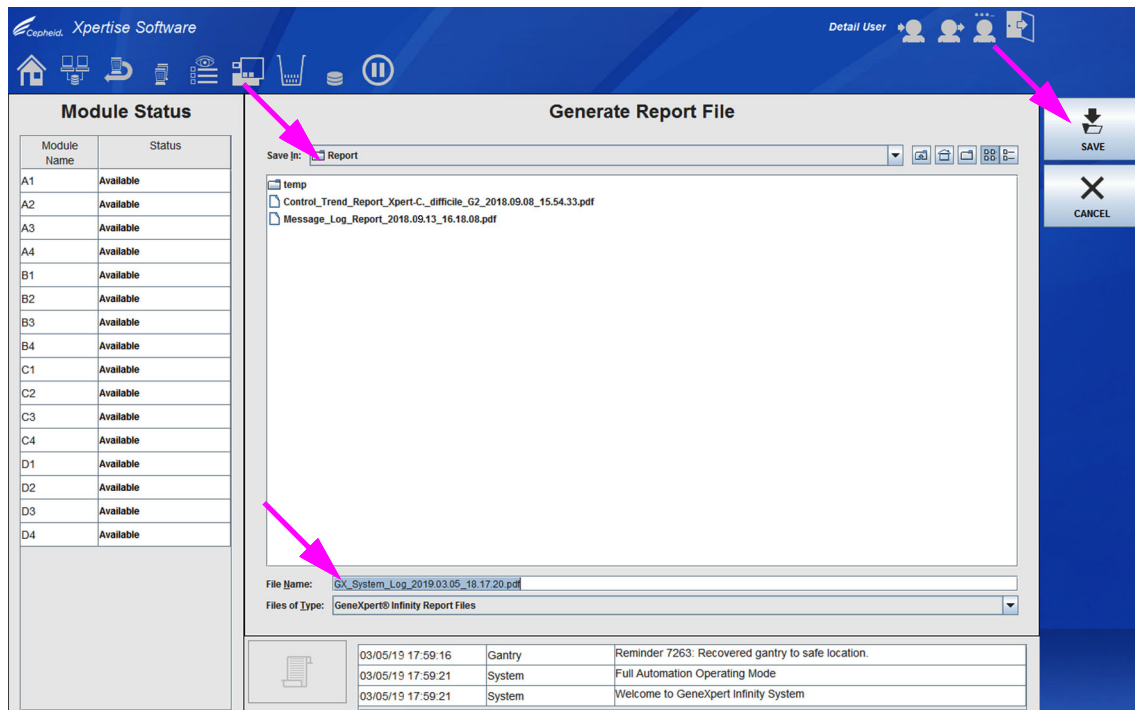 Cepheid. Xpertise Software
Detail User
Module Status
Module Name Status
A1 Available
A2 Available
A3 Available
A4 Available
B1 Available
B2 Available
B3 Available
B4 Available
C1 Available
C2 Available
C3 Available
C4 Available
D1 Available
D2 Available
D3 Available
D4 Available
Generate Report File
Save In: Report
temp
Control_Trend_Report_Xpert-C._difficile_G2_2018.09.08_15.54.33.pdf
Message_Log_Report_2018.09.13_16.18.08.pdf
File Name: GX_System_Log_2019.03.05_18.17.20.pdf
Files of Type: GeneXpert® Infinity Report Files
03/05/19 17:59:16 Gantry Reminder 7263: Recovered gantry to safe location.
03/05/19 17:59:21 System Full Automation Operating Mode
03/05/19 17:59:21 System Welcome to GeneXpert Infinity System
SAVE
CANCEL